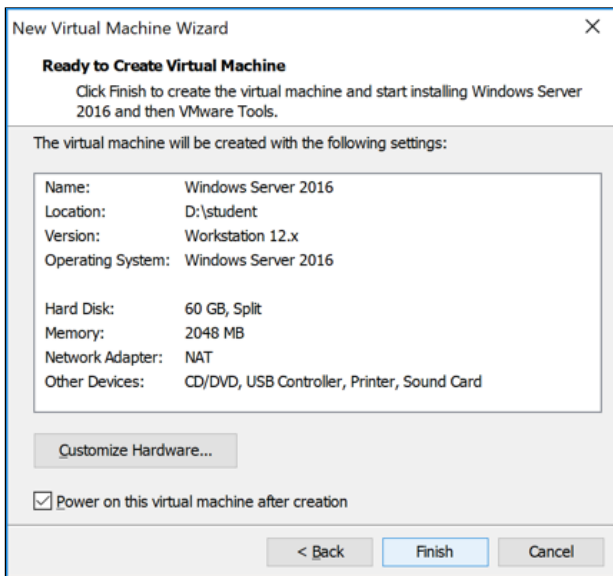 New Virtual Machine Wizard
Ready to Create Virtual Machine
Click Finish to create the virtual machine and start installing Windows Server
2016 and then VMware Tools.
The virtual machine will be created with the following settings:
Name: Windows Server 2016
Location: D:\student
Version: Workstation 12.x
Operating System: Windows Server 2016
Hard Disk: 60 GB, Split
Memory: 2048 MB
Network Adapter: NAT
Other Devices: CD/DVD, USB Controller, Printer, Sound Card
Customize Hardware...
Power on this virtual machine after creation
< Back Finish Cancel